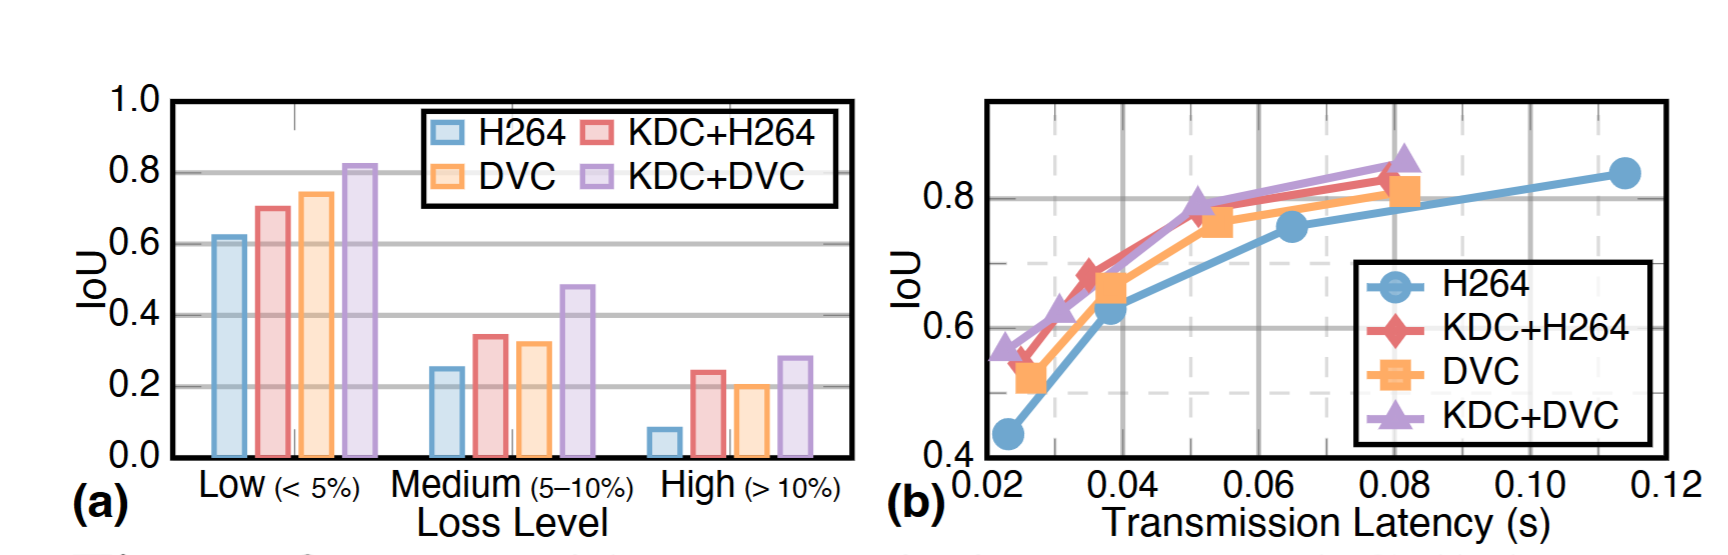 1.0
0.8
0.6
0.4
0.2
0.0
IoU
H264 KDC+H264
DVC KDC+DVC
Low (< 5%) Medium (5–10%) High (> 10%)
(a) Loss Level
0.8
0.6
0.4
IoU
H264
KDC+H264
DVC
KDC+DVC
0.02 0.04 0.06 0.08 0.10 0.12
(b) Transmission Latency (s)